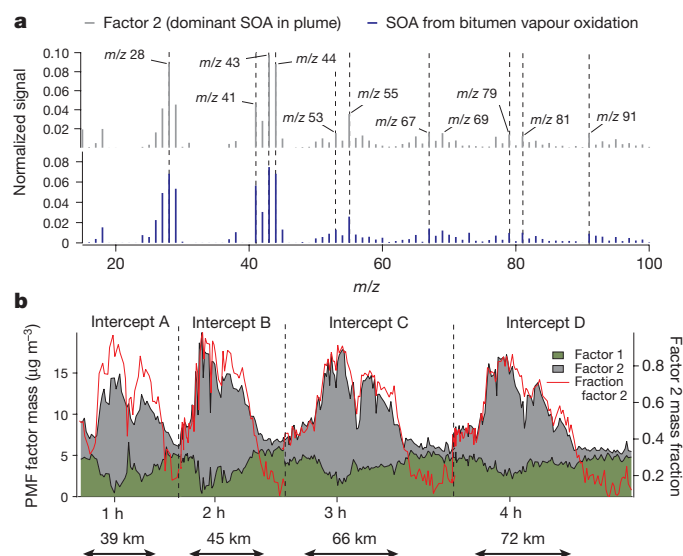 a
Factor 2 (dominant SOA in plume)
SOA from bitumen vapour oxidation
Normalized signal
0.10
0.08
0.06
0.04
0.02
0.08
0.06
0.04
0.02
0
m/z 28
m/z 43
m/z 44
m/z 41
m/z 53
m/z 55
m/z 67
m/z 69
m/z 79
m/z 81
m/z 91
20 40 60 80 100
m/z
b
Intercept A Intercept B Intercept C Intercept D
PMF factor mass (μg m−3)
15
10
5
0
Factor 1
Factor 2
Fraction
factor 2
Factor 2 mass fraction
0.8
0.6
0.4
0.2
1 h 2 h 3 h 4 h
39 km 45 km 66 km 72 km